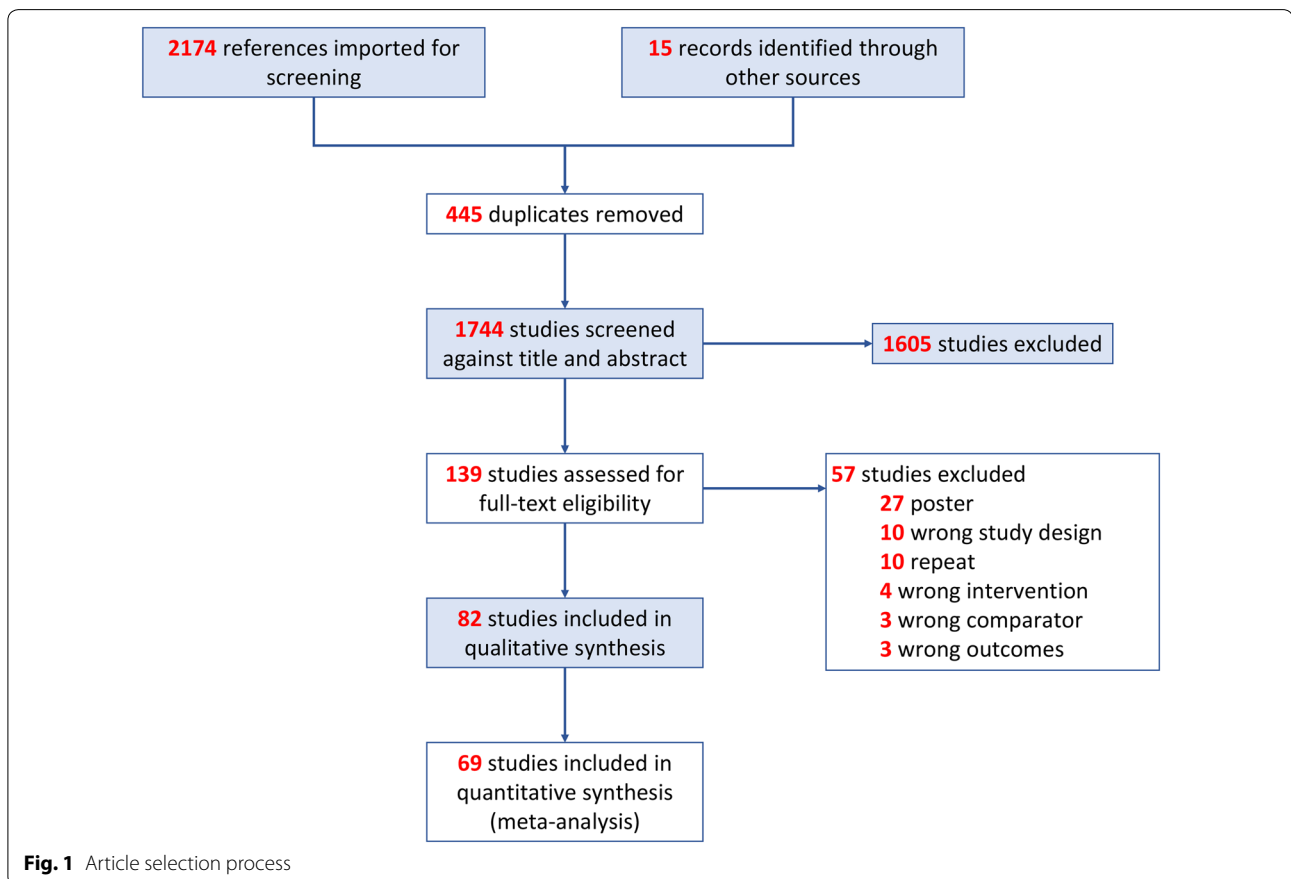 2174 references imported for
screening
15 records identified through
other sources
445 duplicates removed
1744 studies screened
against title and abstract
1605 studies excluded
139 studies assessed for
full-text eligibility
57 studies excluded
27 poster
10 wrong study design
10 repeat
4 wrong intervention
3 wrong comparator
3 wrong outcomes
82 studies included in
qualitative synthesis
69 studies included in
quantitative synthesis
(meta-analysis)
Fig. 1 Article selection process